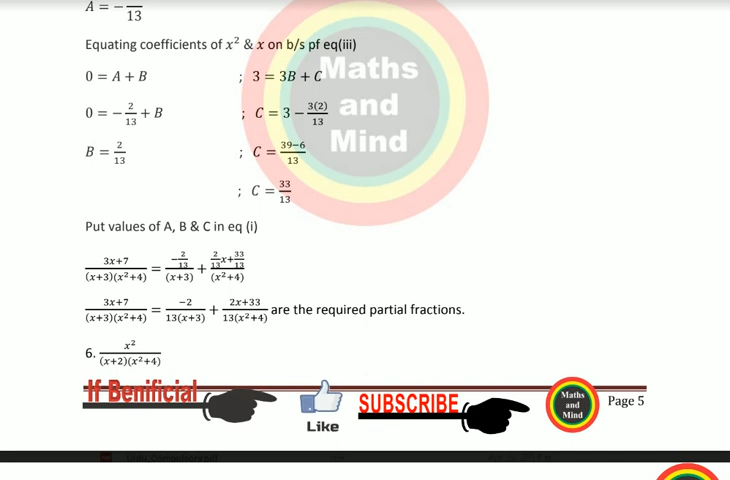 A = − 13
Equating coefficients of x² & x on b/s pf eq(iii)
0 = A + B ; 3 = 3B + C
0 = −2/13 + B ; C = 3 − 3(2)/13
B = 2/13 ; C = 39−6/13
; C = 33/13
Put values of A, B & C in eq (i)
3x+7/(x+3)(x²+4) = −2/13/(x+3) + 2/13x+33/13/(x²+4)
3x+7/(x+3)(x²+4) = −2/13(x+3) + 2x+33/13(x²+4) are the required partial fractions.
6. x²/(x+2)(x²+4)
Maths
and
Mind
If Benificial
Like
SUBSCRIBE
Maths
and
Mind
Page 5